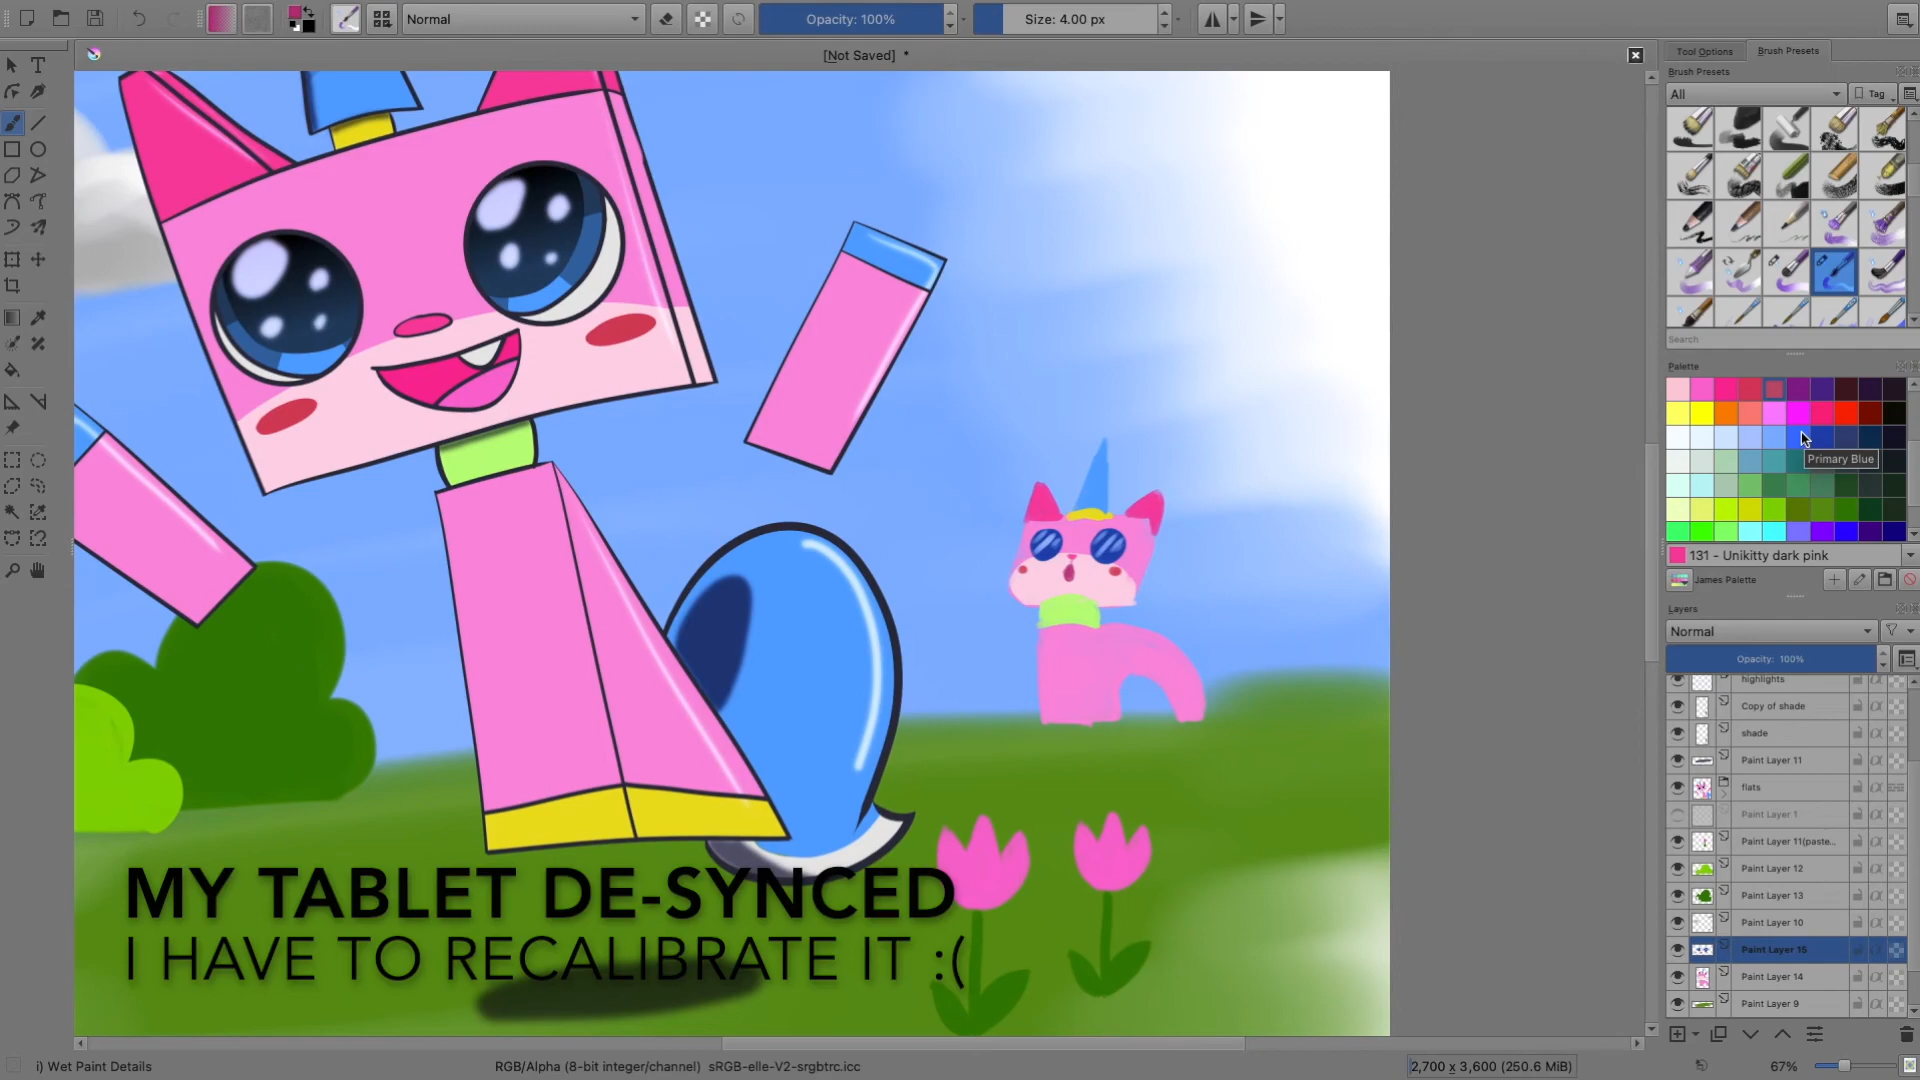 Normal
Opacity: 100%
Size: 4.00 px
[Not Saved] *
Tool Options
Brush Presets
Brush Presets
All
Tag
Search
Palette
Primary Blue
131 - Unikitty dark pink
James Palette
Layers
Normal
Opacity: 100%
highlights
Copy of shade
shade
Paint Layer 11
flats
Paint Layer 1
Paint Layer 11(paste...
Paint Layer 12
Paint Layer 13
Paint Layer 10
Paint Layer 15
Paint Layer 14
Paint Layer 9
MY TABLET DE-SYNCED
I HAVE TO RECALIBRATE IT :(
i) Wet Paint Details
RGB/Alpha (8-bit integer/channel) sRGB-elle-V2-srgbtrc.icc
2,700 x 3,600 (250.6 MiB)
67%